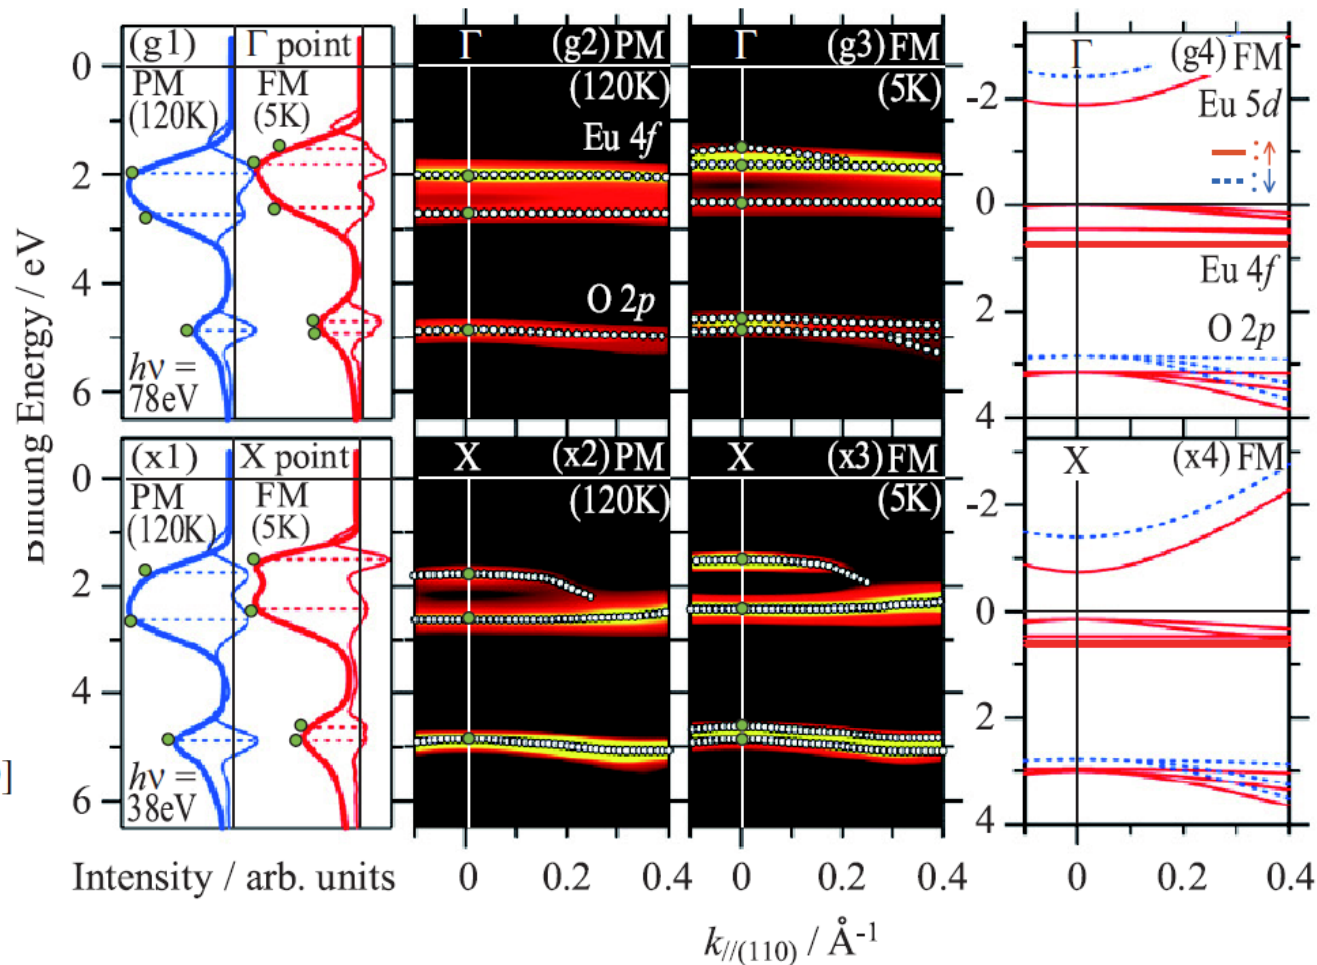 Binding Energy / eV
0
2
4
6
0
2
4
6
(g1) Γ point
PM
(120K)
FM
(5K)
hν =
78eV
Γ (g2) PM
(120K)
Eu 4f
O 2p
Γ (g3) FM
(5K)
-2
0
2
4
Γ (g4) FM
Eu 5d
: ↑
: ↓
Eu 4f
O 2p
(x1) X point
PM
(120K)
FM
(5K)
hν =
38eV
X (x2) PM
(120K)
X (x3) FM
(5K)
-2
0
2
4
X (x4) FM
]
Intensity / arb. units
0 0.2 0.4
0 0.2 0.4
0 0.2 0.4
k//(110) / Å-1